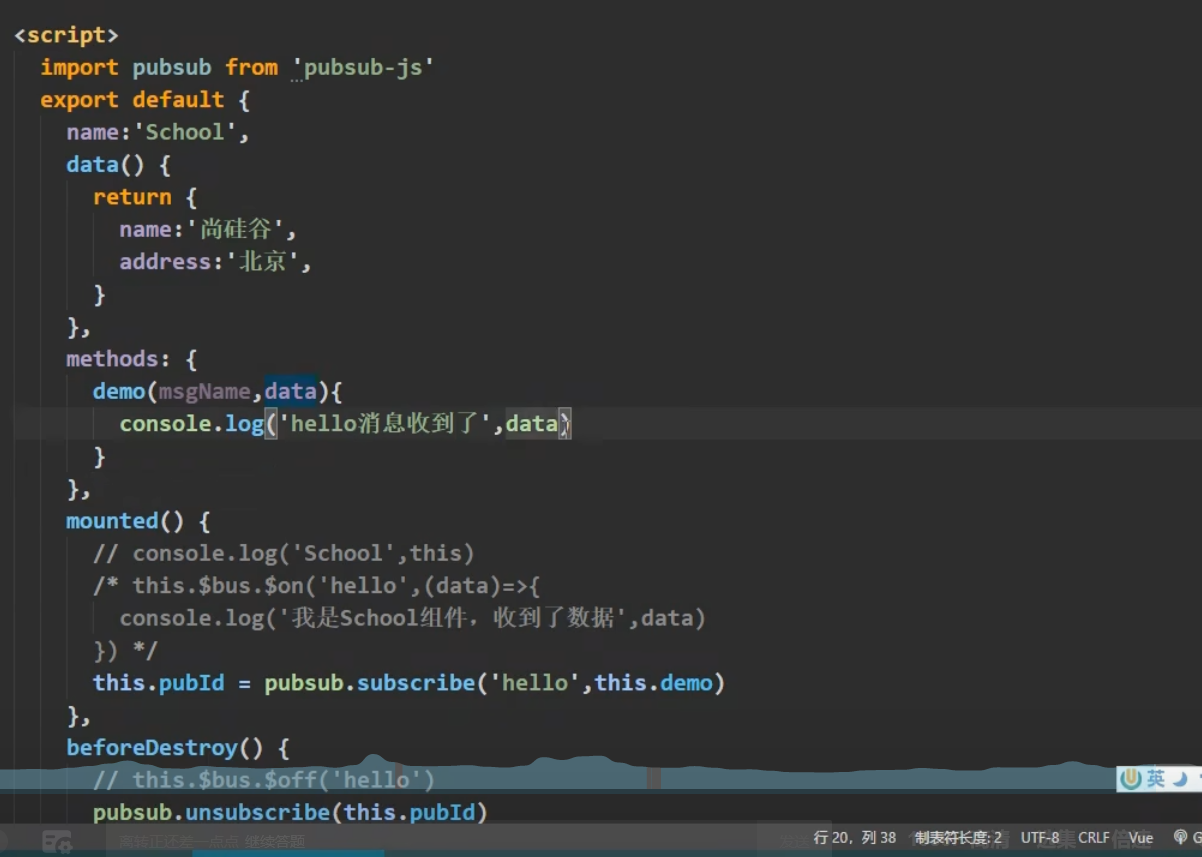 <script>
import pubsub from 'pubsub-js'
export default {
name:'School',
data() {
return {
name:'尚硅谷',
address:'北京',
}
},
methods: {
demo(msgName,data){
console.log('hello消息收到了',data)
}
},
mounted() {
// console.log('School',this)
/* this.$bus.$on('hello',(data)=>{
console.log('我是School组件，收到了数据',data)
}) */
this.pubId = pubsub.subscribe('hello',this.demo)
},
beforeDestroy() {
// this.$bus.$off('hello')
英
pubsub.unsubscribe(this.pubId)
高转正还差一点点 继续答题
行 20，列 38 制表符长度: 2 UTF-8 CRLF Vue